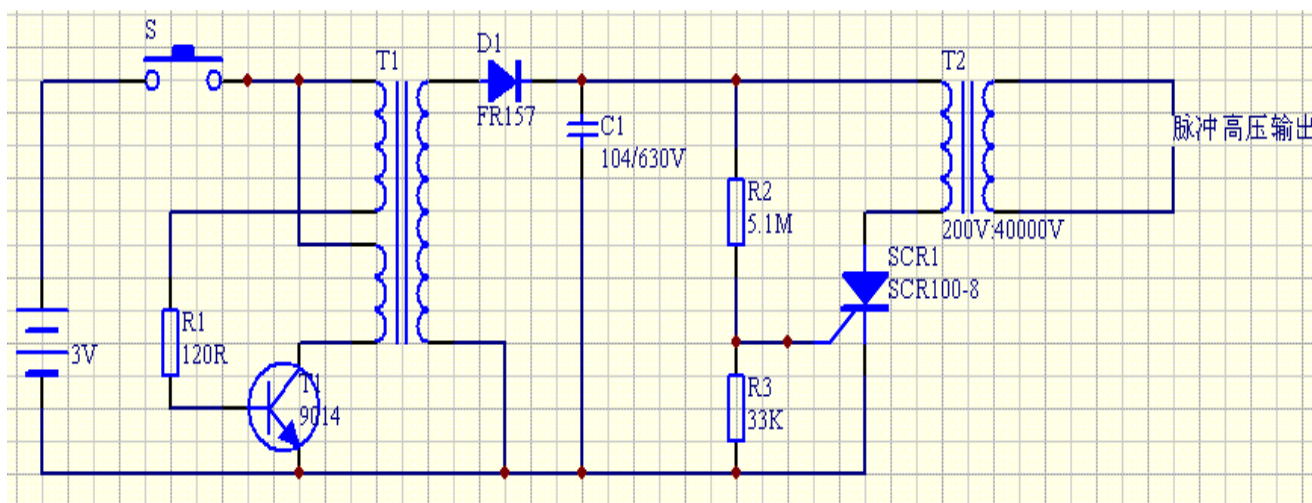 S
T1
D1
FR157
C1
104/630V
T2
脉冲高压输出
R2
5.1M
200V:40000V
SCR1
SCR100-8
R1
120R
3V
T1
9014
R3
33K